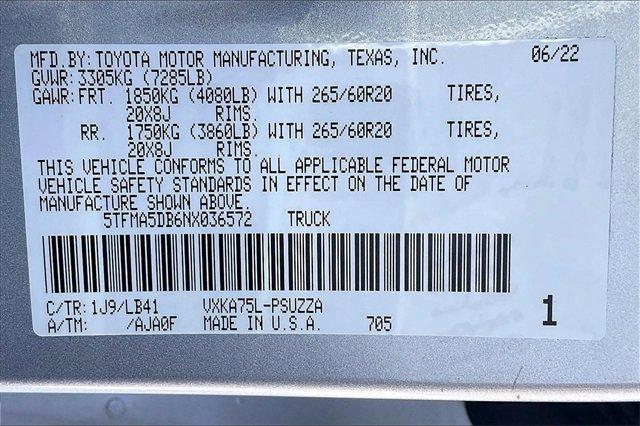 MFD.BY: TOYOTA MOTOR MANUFACTURING, TEXAS, INC. 06/22
GVWR: 3305KG (7285LB)
GAWR: FRT. 1850KG (4080LB) WITH 265/60R20 TIRES,
20X8J RIMS.
RR. 1750KG (3860LB) WITH 265/60R20 TIRES,
20X8J RIMS.
THIS VEHICLE CONFORMS TO ALL APPLICABLE FEDERAL MOTOR
VEHICLE SAFETY STANDARDS IN EFFECT ON THE DATE OF
MANUFACTURE SHOWN ABOVE.
5TFMA5DB6NX036572 TRUCK
C/TR: 1J9/LB41 VXKA75L-PSUZZA
A/TM: /AJA0F MADE IN U.S.A. 705 1